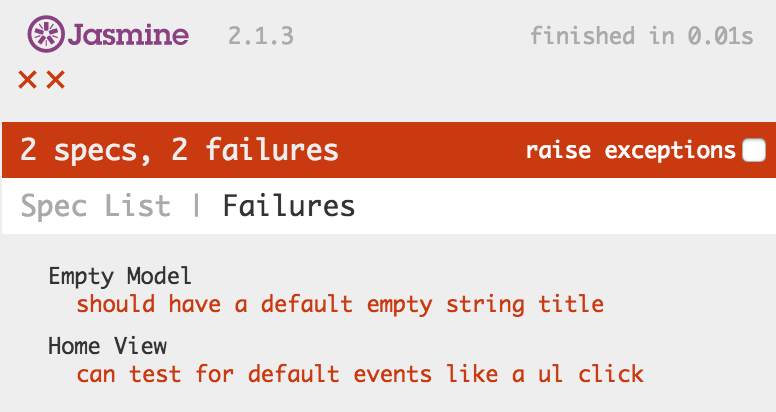 Jasmine 2.1.3 finished in 0.01s
××
2 specs, 2 failures raise exceptions
Spec List | Failures
Empty Model
should have a default empty string title
Home View
can test for default events like a ul click